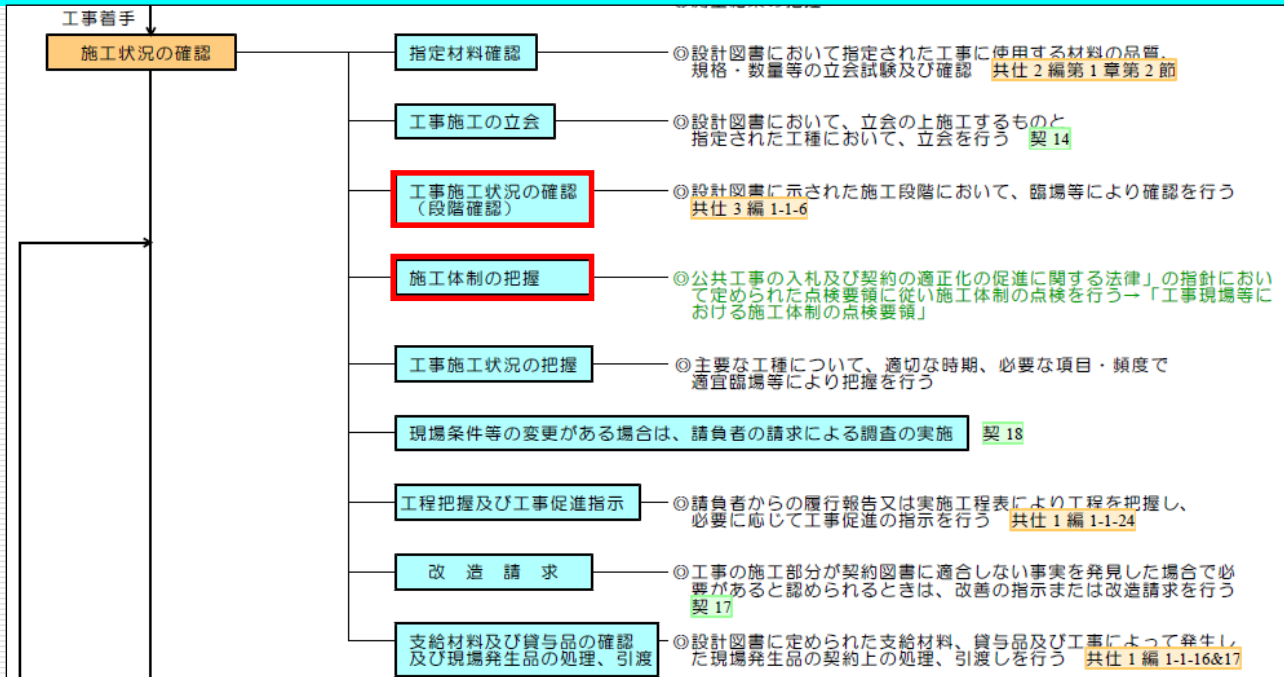 工事着手
施工状況の確認
指定材料確認
◎設計図書において指定された工事に使用する材料の品質、
規格・数量等の立会試験及び確認 共仕 2 編第 1 章第 2 節
工事施工の立会
◎設計図書において、立会の上施工するものと
指定された工種において、立会を行う 契 14
工事施工状況の確認
（段階確認）
◎設計図書に示された施工段階において、臨場等により確認を行う
共仕 3 編 1-1-6
施工体制の把握
◎公共工事の入札及び契約の適正化の促進に関する法律」の指針におい
て定められた点検要領に従い施工体制の点検を行う→「工事現場等に
おける施工体制の点検要領」
工事施工状況の把握
◎主要な工種について、適切な時期、必要な項目・頻度で
適宜臨場等により把握を行う
現場条件等の変更がある場合は、請負者の請求による調査の実施 契 18
工程把握及び工事促進指示
◎請負者からの履行報告又は実施工程表により工程を把握し、
必要に応じて工事促進の指示を行う 共仕 1 編 1-1-24
改 造 請 求
◎工事の施工部分が契約図書に適合しない事実を発見した場合で必
要があると認められるときは、改善の指示または改造請求を行う
契 17
支給材料及び貸与品の確認
及び現場発生品の処理、引渡
◎設計図書に定められた支給材料、貸与品及び工事によって発生し
た現場発生品の契約上の処理、引渡しを行う 共仕 1 編 1-1-16&17